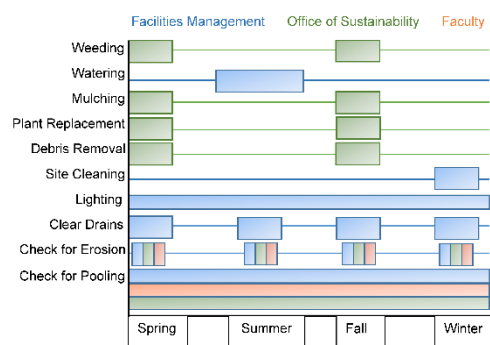 Facilities Management Office of Sustainability Faculty
Weeding
Watering
Mulching
Plant Replacement
Debris Removal
Site Cleaning
Lighting
Clear Drains
Check for Erosion
Check for Pooling
Spring Summer Fall Winter